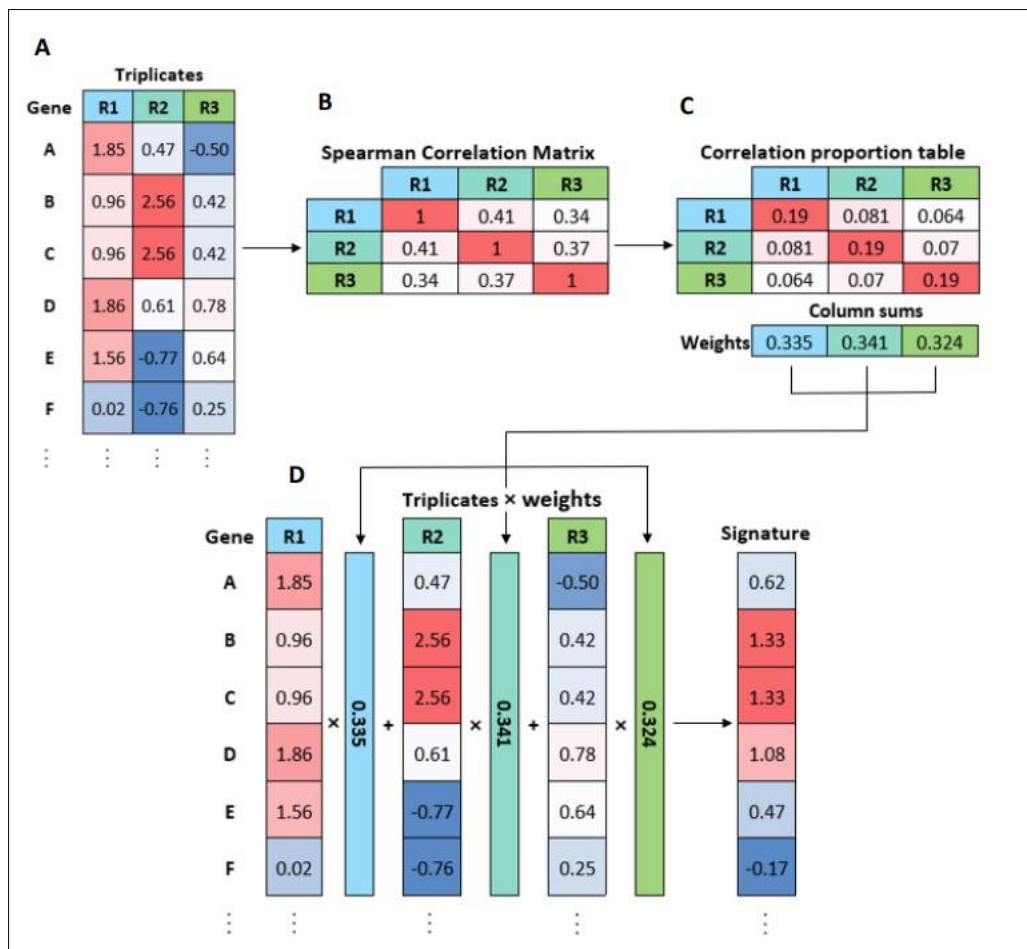 A
Triplicates
Gene R1 R2 R3
A 1.85 0.47 -0.50
B 0.96 2.56 0.42
C 0.96 2.56 0.42
D 1.86 0.61 0.78
E 1.56 -0.77 0.64
F 0.02 -0.76 0.25
⋮ ⋮ ⋮ ⋮
B
Spearman Correlation Matrix
R1 R2 R3
R1 1 0.41 0.34
R2 0.41 1 0.37
R3 0.34 0.37 1
C
Correlation proportion table
R1 R2 R3
R1 0.19 0.081 0.064
R2 0.081 0.19 0.07
R3 0.064 0.07 0.19
Column sums
Weights 0.335 0.341 0.324
D
Triplicates × weights
Gene R1 R2 R3 Signature
A 1.85 0.47 -0.50 0.62
B 0.96 2.56 0.42 1.33
C 0.96 2.56 0.42 1.33
× 0.335 + × 0.341 + × 0.324
D 1.86 0.61 0.78 1.08
E 1.56 -0.77 0.64 0.47
F 0.02 -0.76 0.25 -0.17
⋮ ⋮ ⋮ ⋮ ⋮